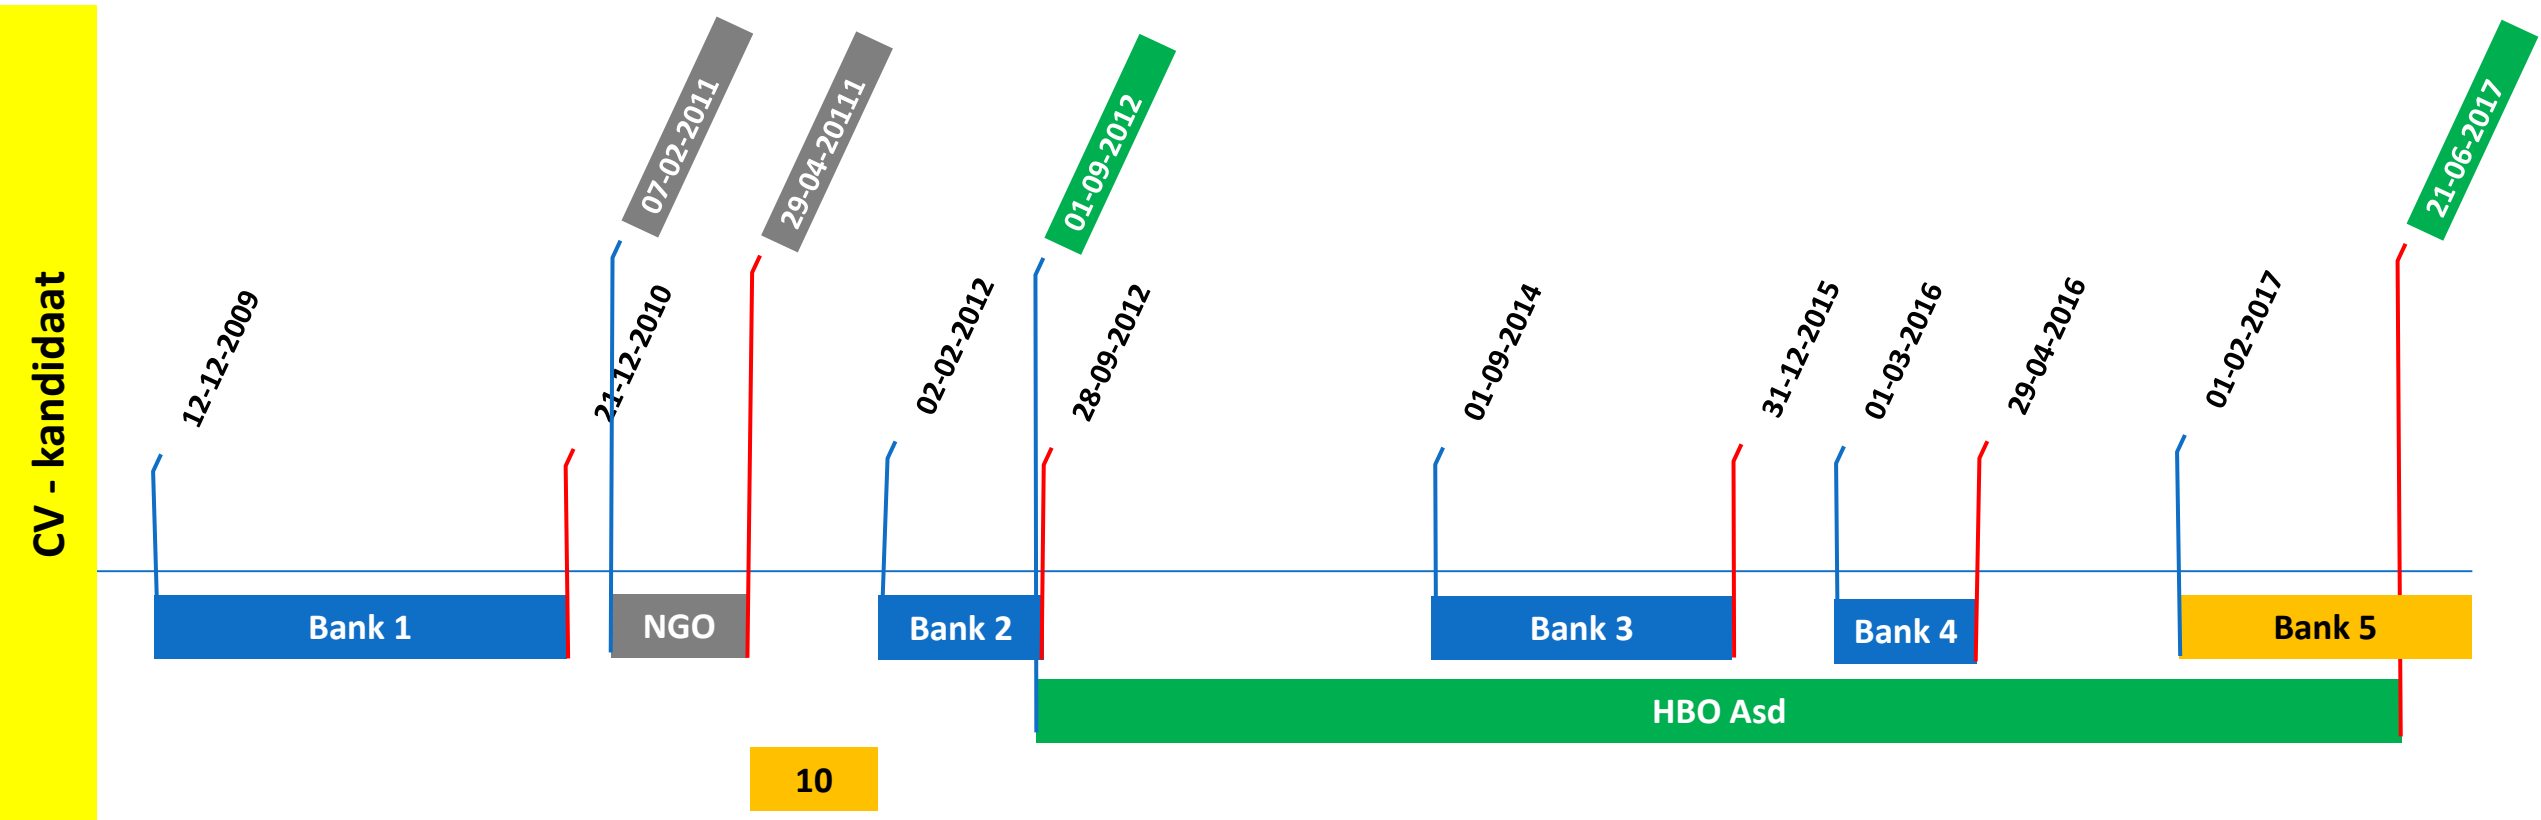 CV - kandidaat
07-02-2011
29-04-20111
01-09-2012
21-06-2017
12-12-2009
21-12-2010
02-02-2012
28-09-2012
01-09-2014
31-12-2015
01-03-2016
29-04-2016
01-02-2017
Bank 1
NGO
Bank 2
Bank 3
Bank 4
Bank 5
HBO Asd
10